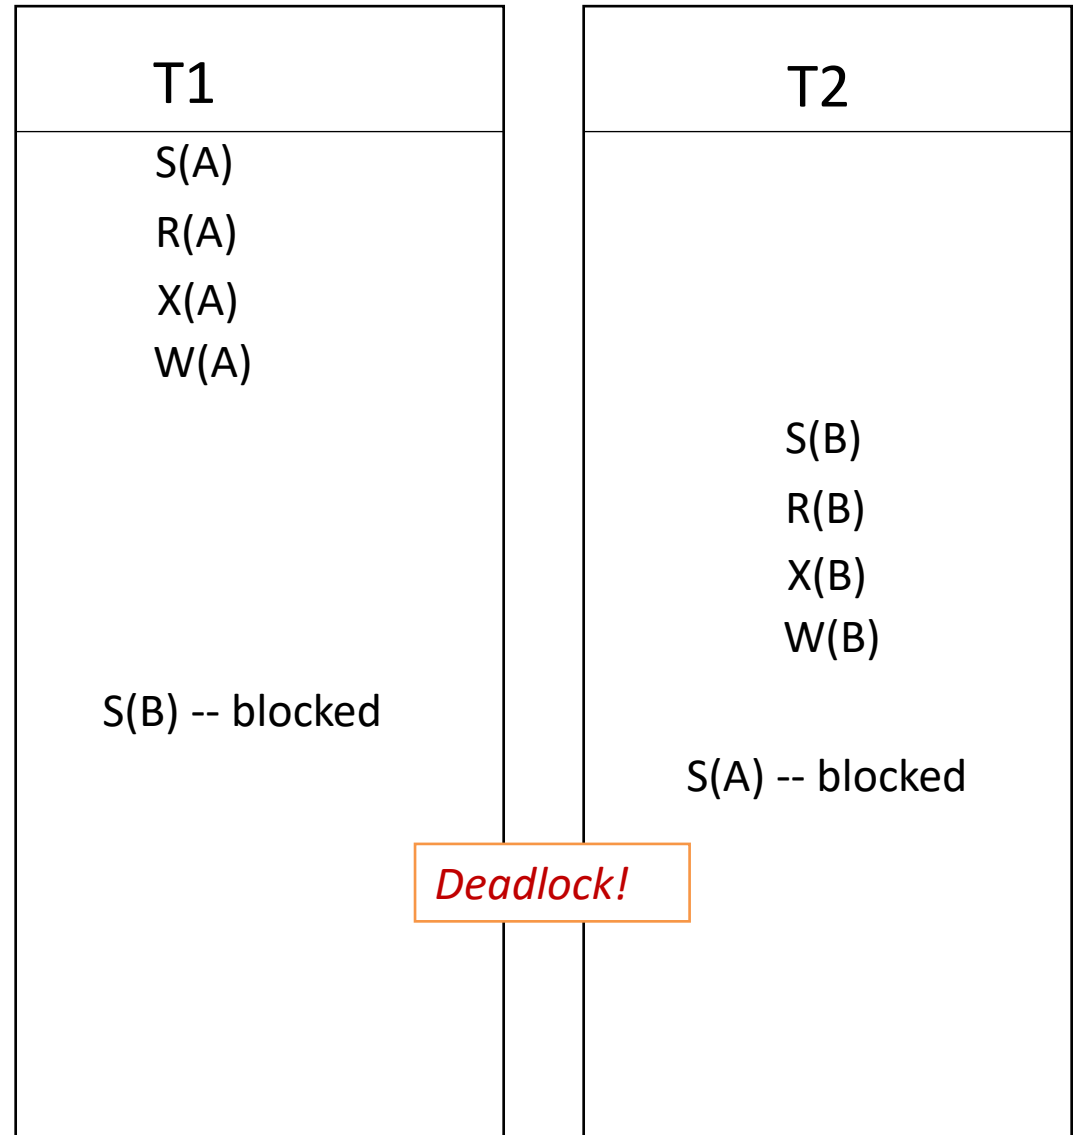 T1
T2
S(A)
R(A)
X(A)
W(A)
S(B)
R(B)
X(B)
W(B)
S(B) -- blocked
S(A) -- blocked
Deadlock!